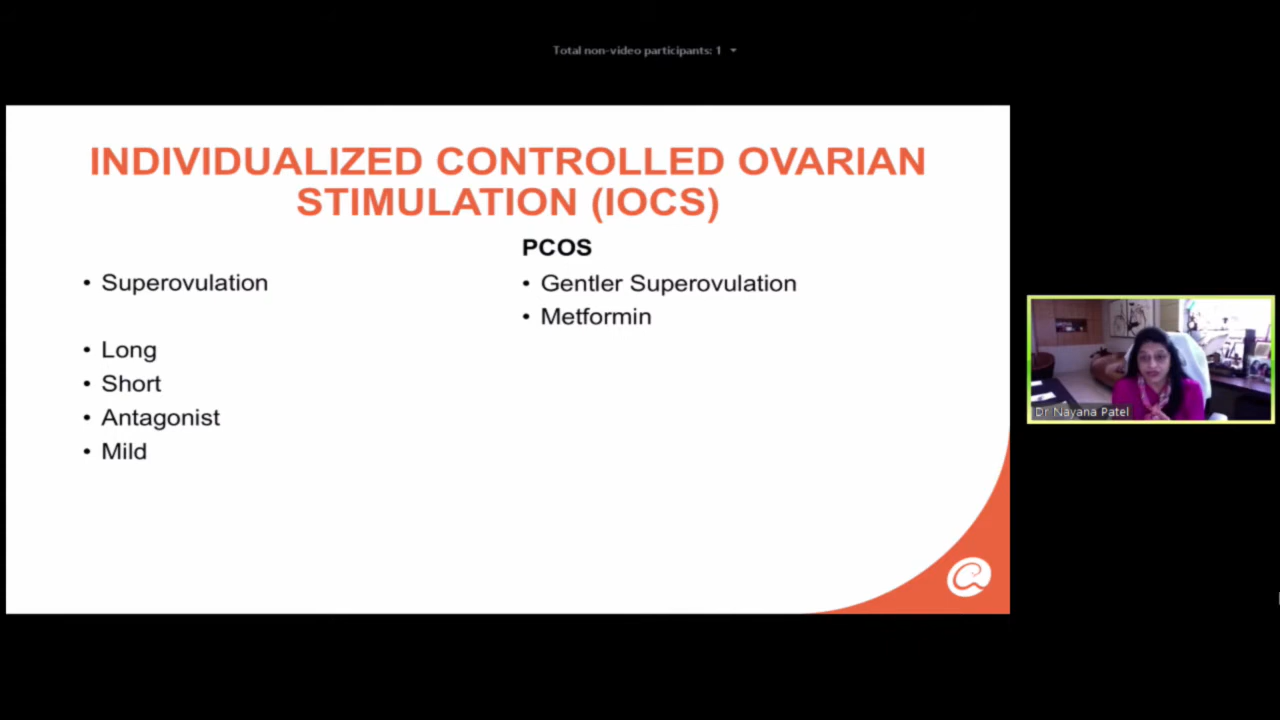 Total non-video participants: 1
INDIVIDUALIZED CONTROLLED OVARIAN
STIMULATION (IOCS)
• Superovulation
• Long
• Short
• Antagonist
• Mild
PCOS
• Gentler Superovulation
• Metformin
Dr Nayana Patel